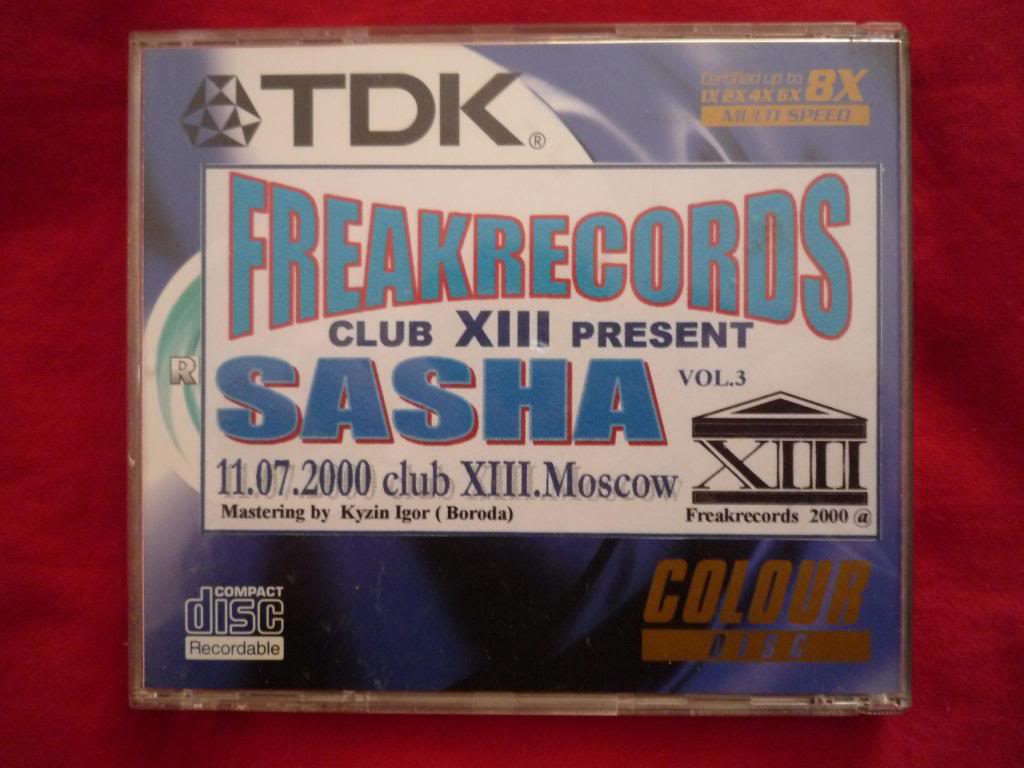 TDK®
Certified up to 8X
1X 2X 4X 6X
MULTI SPEED
FREAKRECORDS
CLUB XIII PRESENT
R
SASHA VOL.3
XIII
11.07.2000 club XIII.Moscow
Mastering by Kyzin Igor ( Boroda)
Freakrecords 2000 @
COMPACT
disc
Recordable
COLOUR
DISC